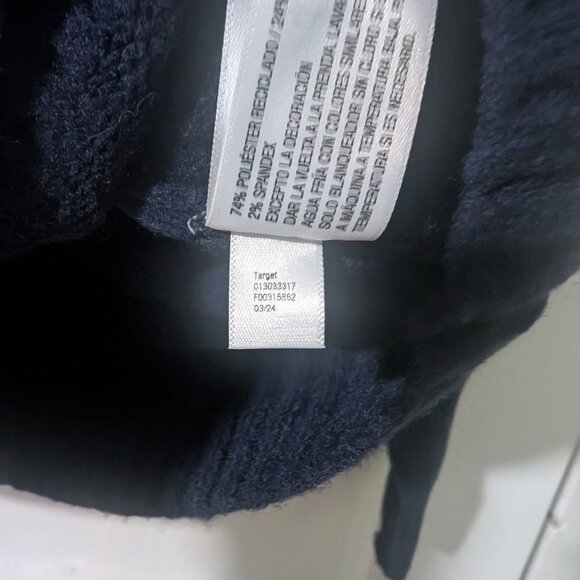 74% POLIÉSTER RECICLADO / 24%
2% SPANDEX
EXCEPTO LA DECORACIÓN
DAR LA VUELTA A LA PRENDA, LAVAR
AGUA FRÍA CON COLORES SIMILARES
SOLO BLANQUEADOR SIN CLORO S
A MÁQUINA A TEMPERATURA BAJA P
TEMPERATURA SI ES NECESARIO
Target
013033317
F00315852
Q3/24